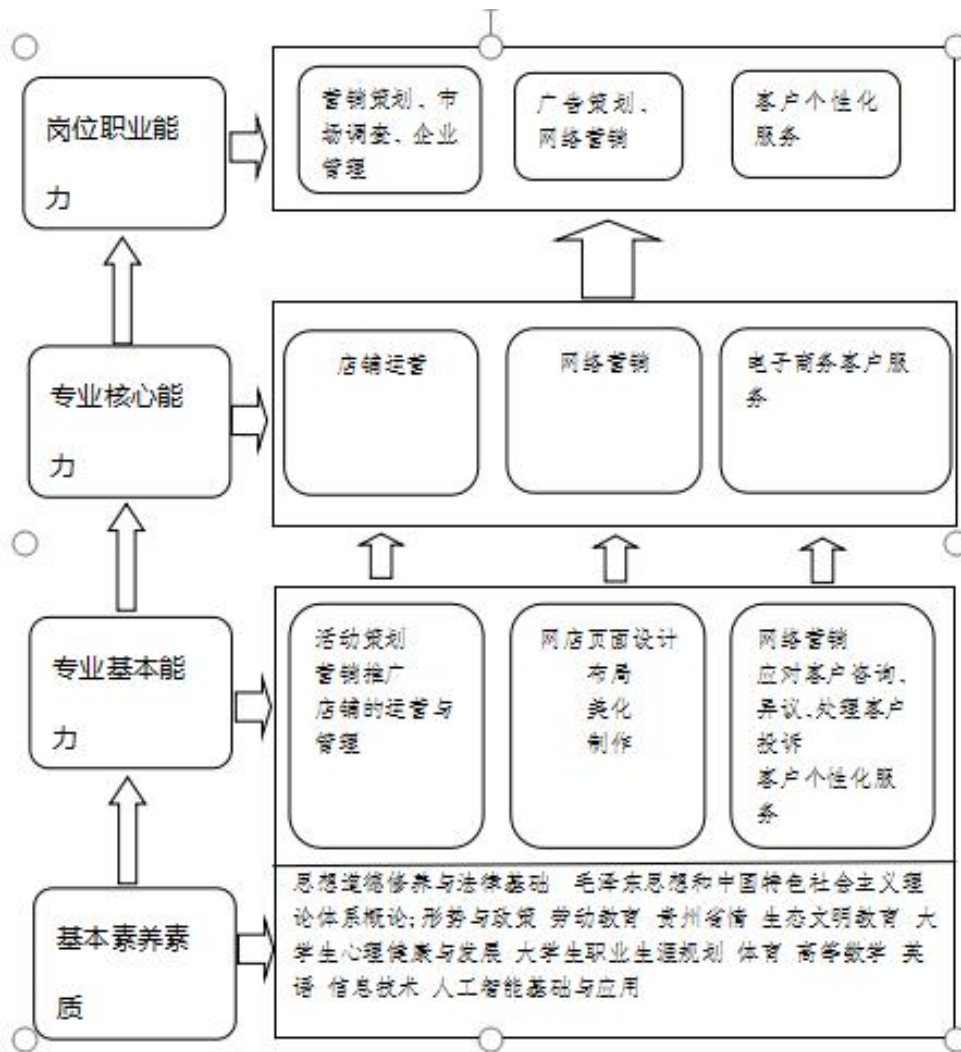 岗位职业能
力
营销策划、市
场调查、企业
管理
广告策划、
网络营销
客户个性化
服务
专业核心能
力
店铺运营
网络营销
电子商务客户服
务
专业基本能
力
活动策划
营销推广
店铺的运营与
管理
网店页面设计
布局
美化
制作
网络营销
应对客户咨询、
异议、处理客户
投诉
客户个性化服
务
基本素养素
质
思想道德修养与法律基础 毛泽东思想和中国特色社会主义理
论体系概论;形势与政策 劳动教育 贵州省情 生态文明教育 大
学生心理健康与发展 大学生职业生涯规划 体育 高等数学 英
语 信息技术 人工智能基础与应用